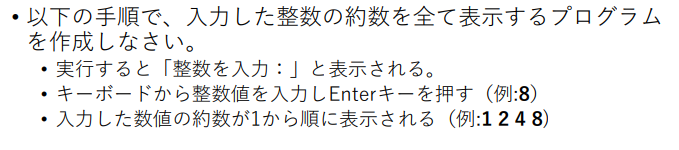 • 以下の手順で、入力した整数の約数を全て表示するプログラム
を作成しなさい。
• 実行すると「整数を入力：」と表示される。
• キーボードから整数値を入力しEnterキーを押す（例:8）
• 入力した数値の約数が1から順に表示される（例:1 2 4 8）